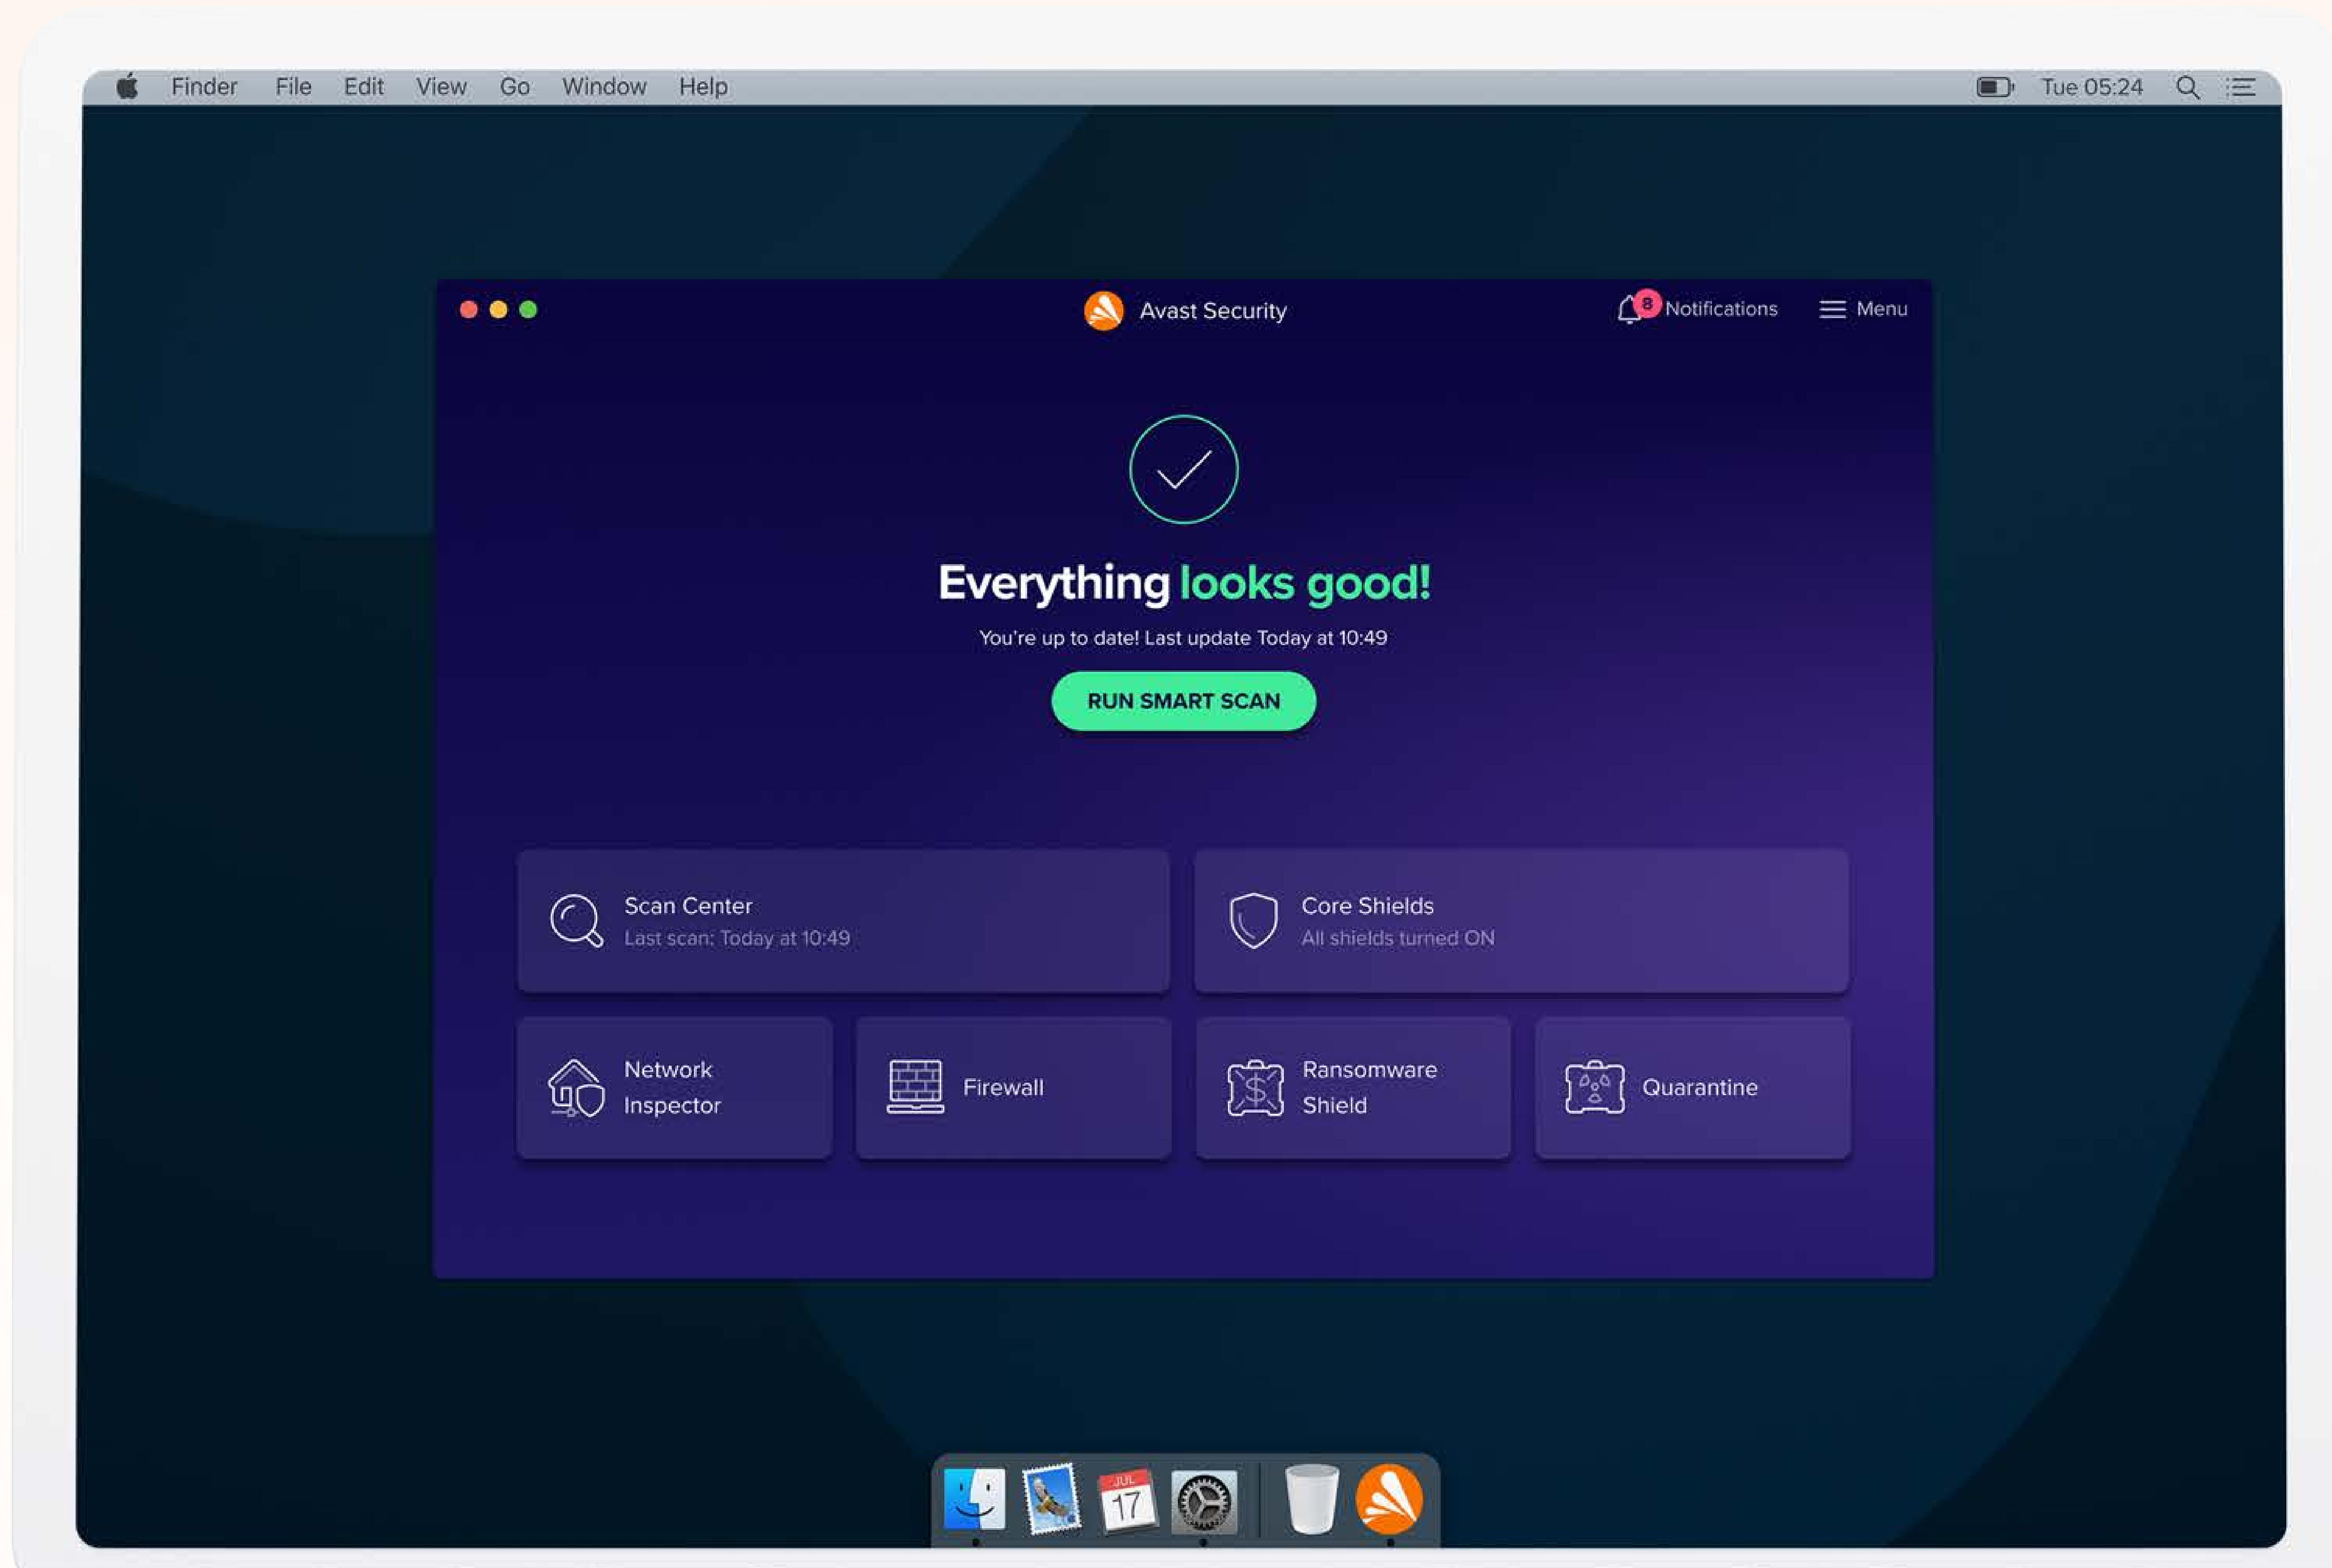 Finder File Edit View Go Window Help Tue 05:24
Avast Security 8 Notifications Menu
Everything looks good!
You're up to date! Last update Today at 10:49
RUN SMART SCAN
Scan Center
Last scan: Today at 10:49
Core Shields
All shields turned ON
Network
Inspector
Firewall
Ransomware
Shield
Quarantine
JUL
17